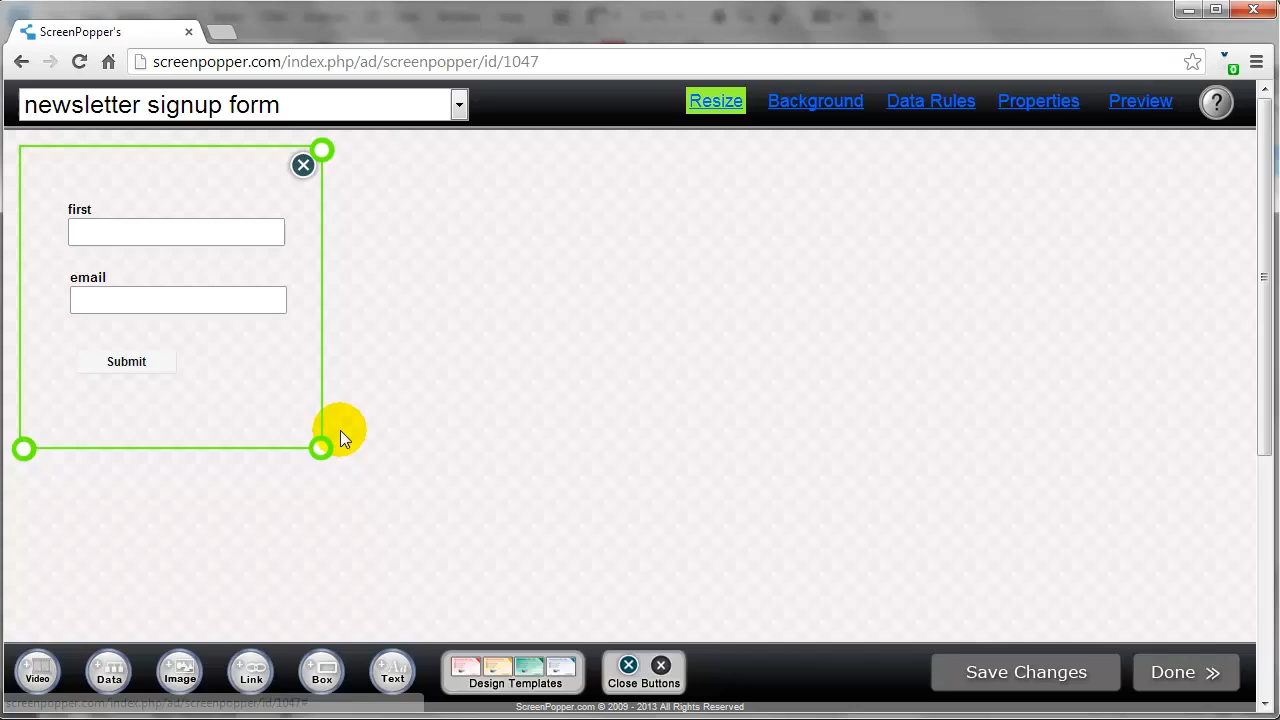 ScreenPopper's
screenpopper.com/index.php/ad/screenpopper/id/1047
0
newsletter signup form
Resize Background Data Rules Properties Preview ?
first
email
Submit
Video Data Image Link Box Aa Text Design Templates Close Buttons Save Changes Done
screenpopper.com/index.php/ad/screenpopper/id/1047#
ScreenPopper.com © 2009 - 2013 All Rights Reserved